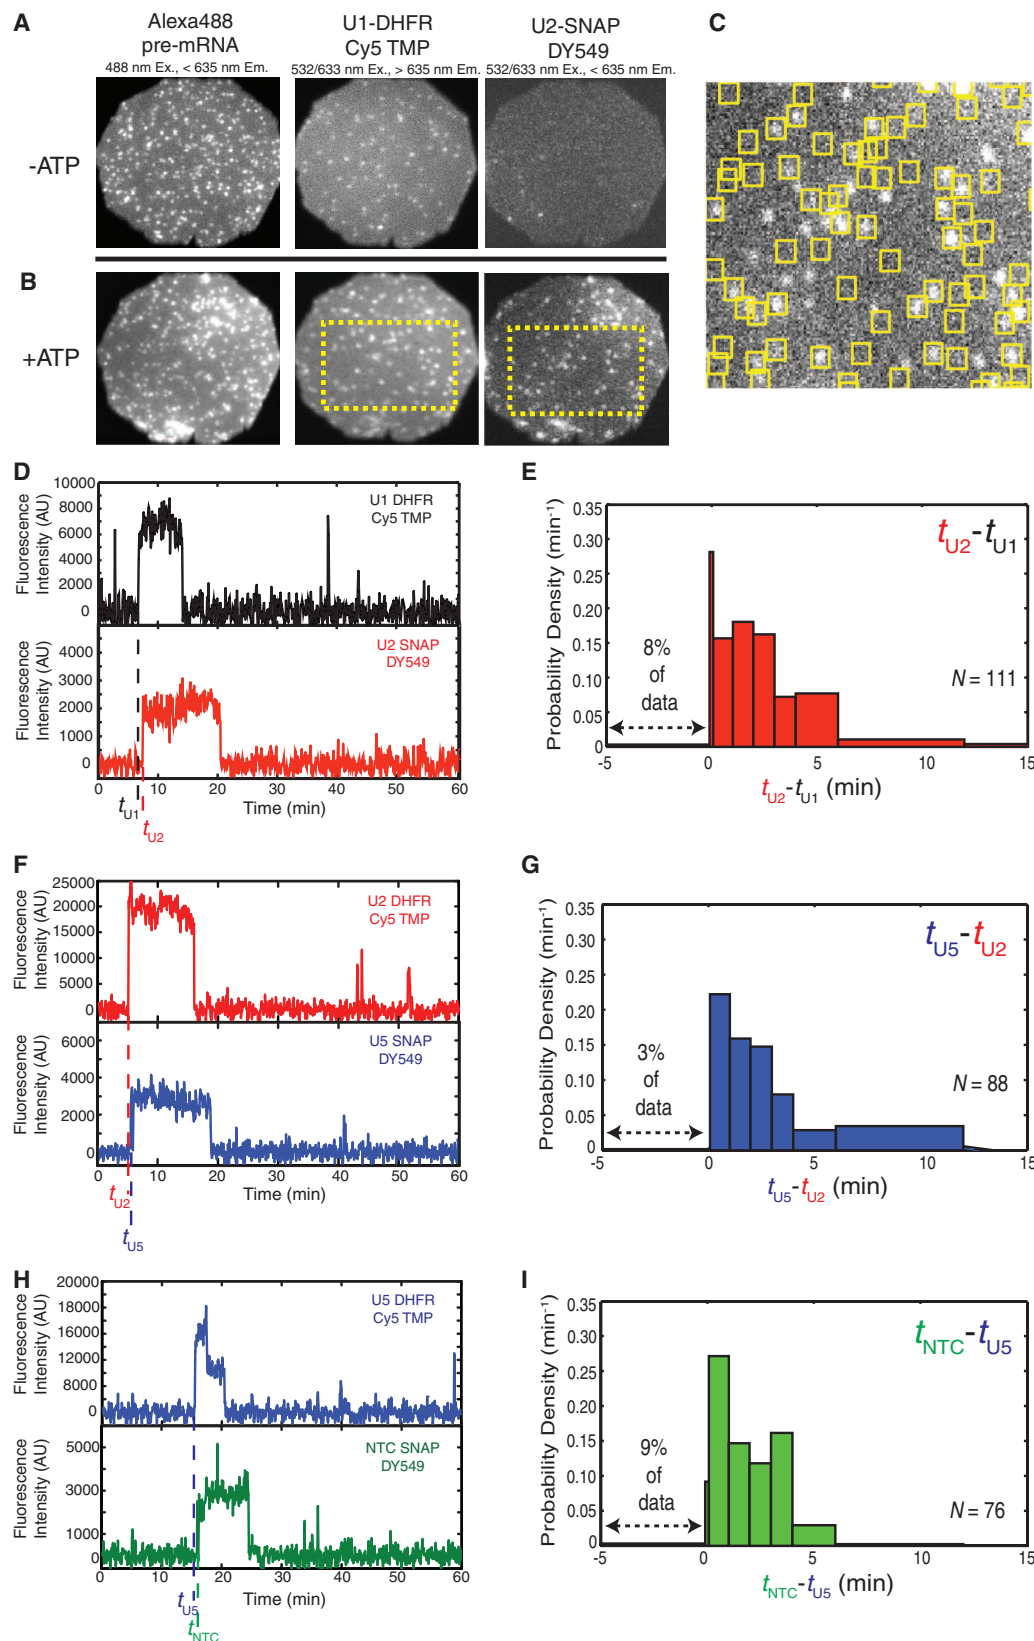 A
Alexa488
pre-mRNA
488 nm Ex., < 635 nm Em.
U1-DHFR
Cy5 TMP
532/633 nm Ex., > 635 nm Em.
U2-SNAP
DY549
532/633 nm Ex., < 635 nm Em.
C
-ATP
B
+ATP
D
Fluorescence
Intensity (AU)
10000
8000
6000
4000
2000
0
U1 DHFR
Cy5 TMP
Fluorescence
Intensity (AU)
4000
2000
0
U2 SNAP
DY549
0 10 20 30 40 50 60
Time (min)
tU1
tU2
E
Probability Density (min-1)
0.35
0.30
0.25
0.20
0.15
0.10
0.05
0
tU2-tU1
8%
of
data
N = 111
-5 0 5 10 15
tU2-tU1 (min)
F
Fluorescence
Intensity (AU)
25000
20000
15000
10000
5000
0
U2 DHFR
Cy5 TMP
Fluorescence
Intensity (AU)
6000
4000
2000
0
U5 SNAP
DY549
0 10 20 30 40 50 60
Time (min)
tU2
tU5
G
Probability Density (min-1)
0.35
0.30
0.25
0.20
0.15
0.10
0.05
0
tU5-tU2
3%
of
data
N = 88
-5 0 5 10 15
tU5-tU2 (min)
H
Fluorescence
Intensity (AU)
20000
16000
12000
8000
4000
0
U5 DHFR
Cy5 TMP
Fluorescence
Intensity (AU)
5000
3000
1000
0
NTC SNAP
DY549
0 10 20 30 40 50 60
Time (min)
tU5
tNTC
I
Probability Density (min-1)
0.35
0.30
0.25
0.20
0.15
0.10
0.05
0
tNTC-tU5
9%
of
data
N = 76
-5 0 5 10 15
tNTC-tU5 (min)